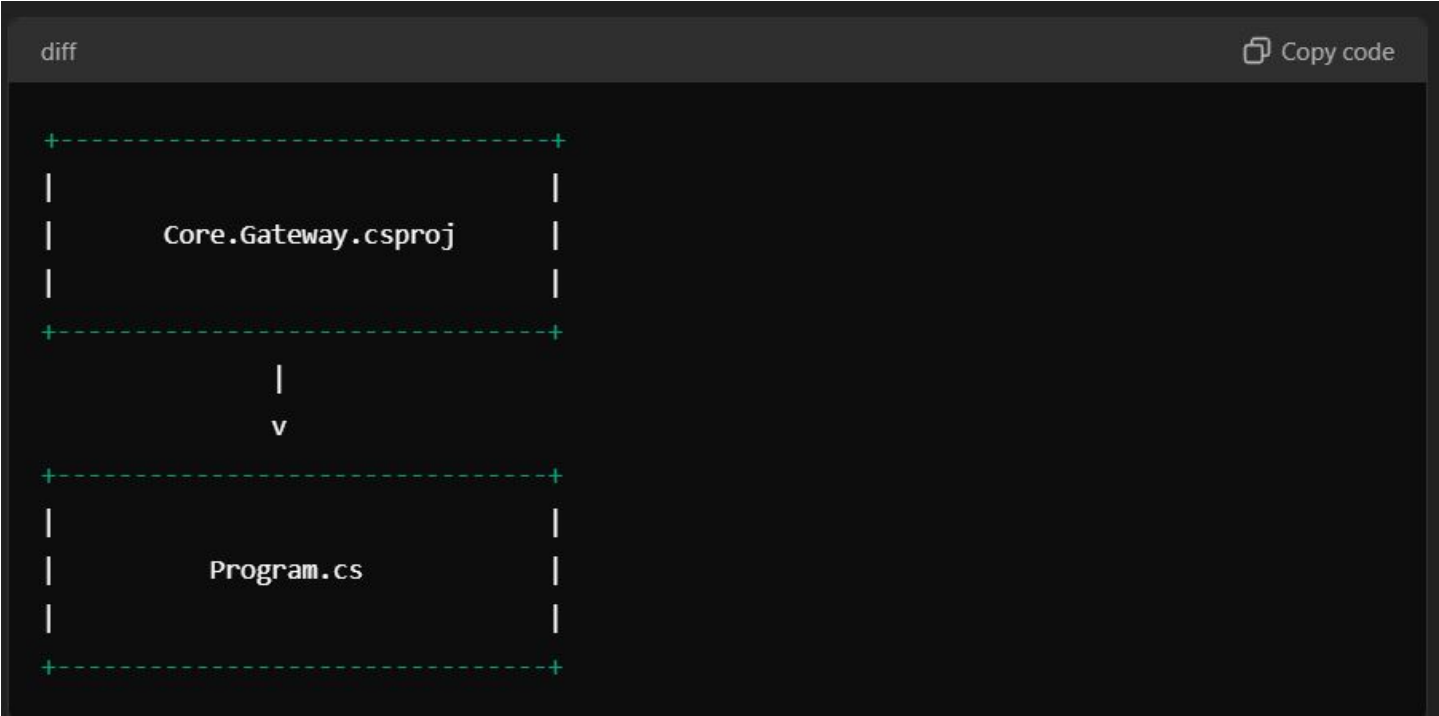 diff
Copy code
+--------------------------------+
|                                |
|       Core.Gateway.csproj      |
|                                |
+--------------------------------+
               |
               v
+--------------------------------+
|                                |
|          Program.cs            |
|                                |
+--------------------------------+